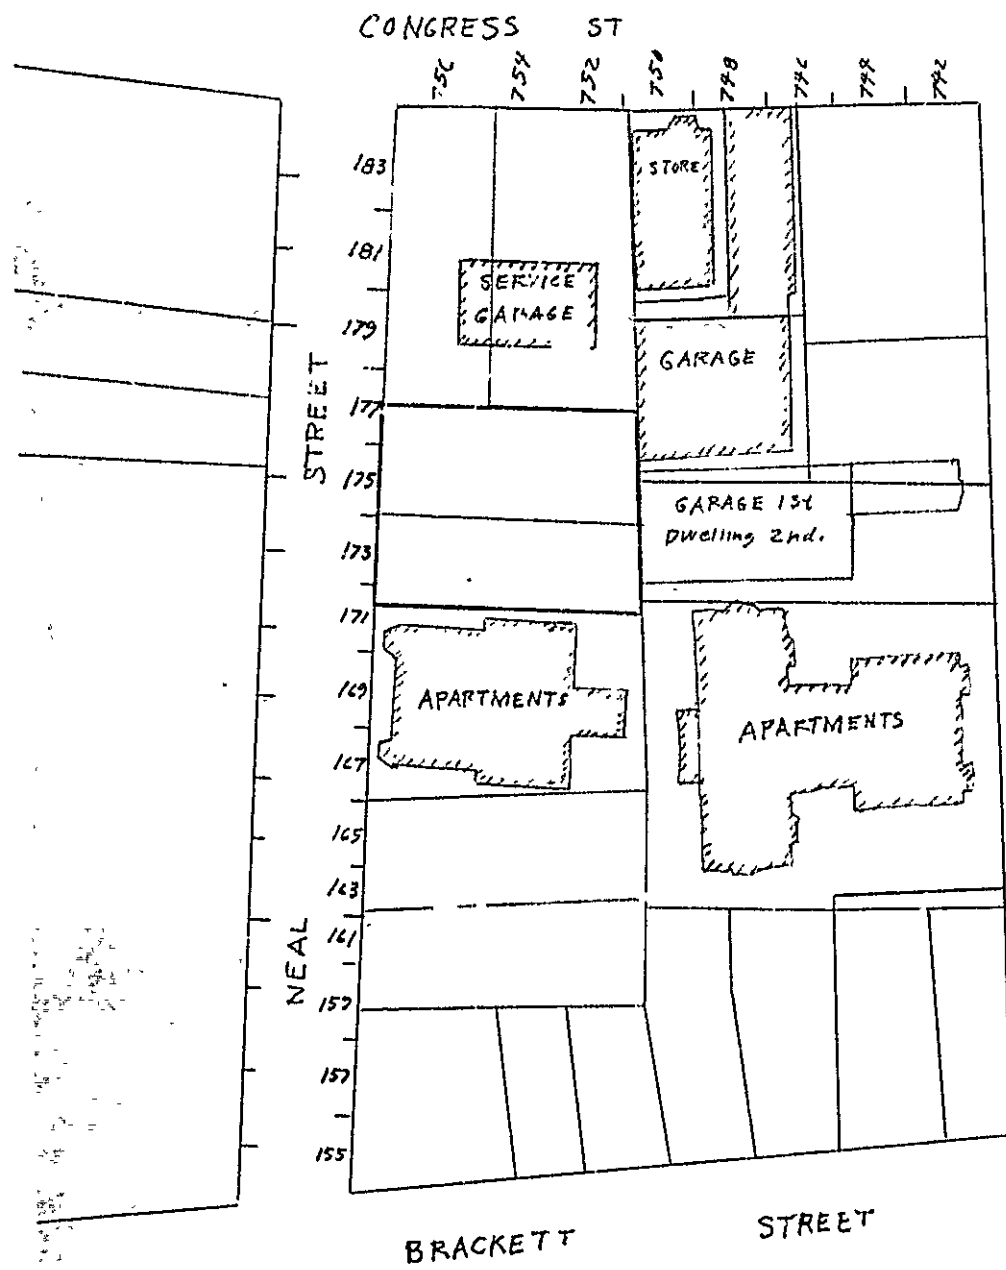 CONGRESS ST
756 754 752 750 748 746 744 742
183
STORE
181
SERVICE
GARAGE
179
GARAGE
STREET
177
175
GARAGE 1st
Dwelling 2nd.
173
171
169
APARTMENTS
APARTMENTS
167
165
163
161
NEAL
159
157
155
BRACKETT STREET